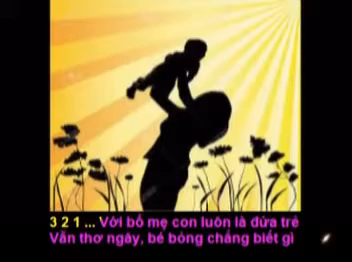 3 2 1 ... Với bố mẹ con luôn là đứa trẻ
Vẫn thơ ngây, bé bỏng chẳng biết gì